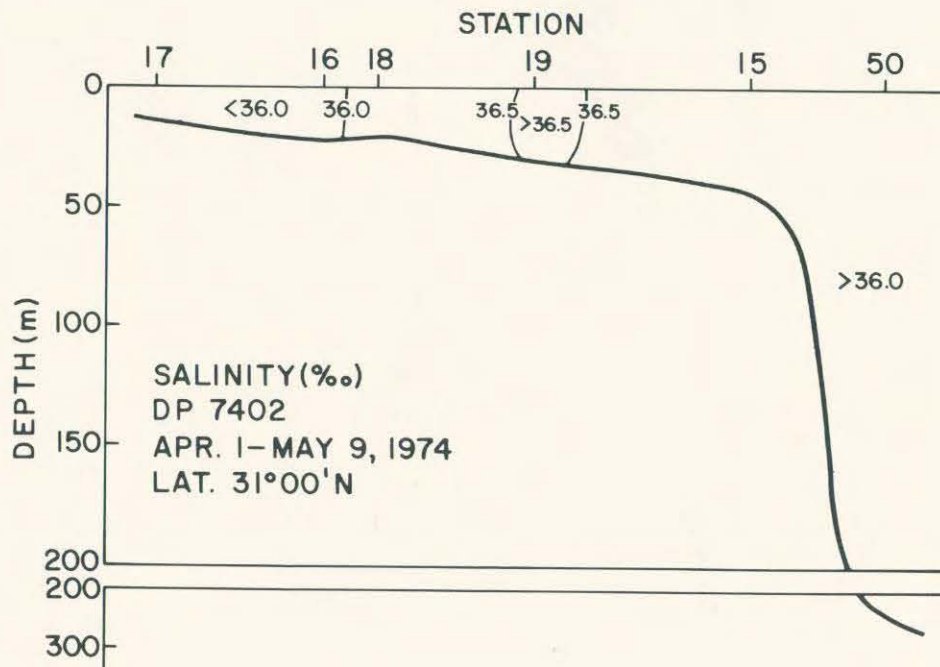 STATION
17 16 18 19 15 50
0
<36.0 36.0 36.5 >36.5 36.5
50
>36.0
100
DEPTH (m)
SALINITY (‰)
DP 7402
APR. 1–MAY 9, 1974
150
LAT. 31°00'N
200
200
300